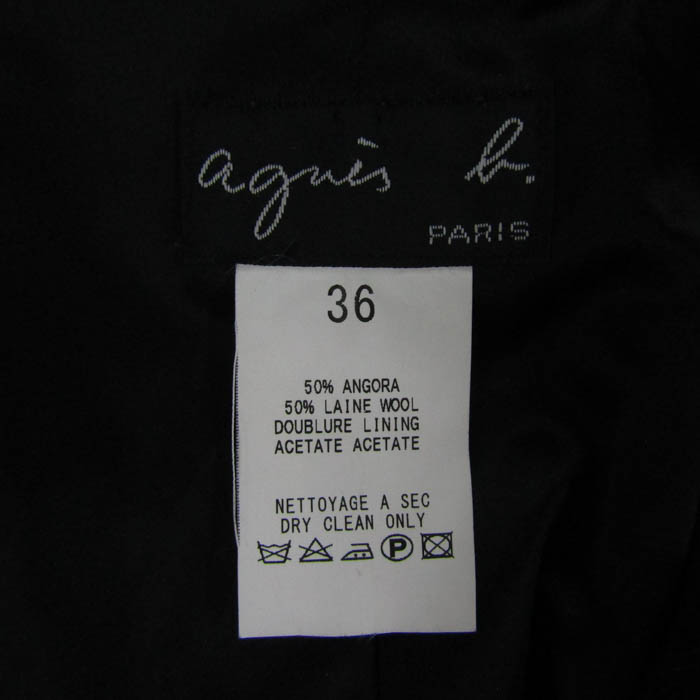 agnès b.
PARIS
36
50% ANGORA
50% LAINE WOOL
DOUBLURE LINING
ACETATE ACETATE
NETTOYAGE A SEC
DRY CLEAN ONLY
P